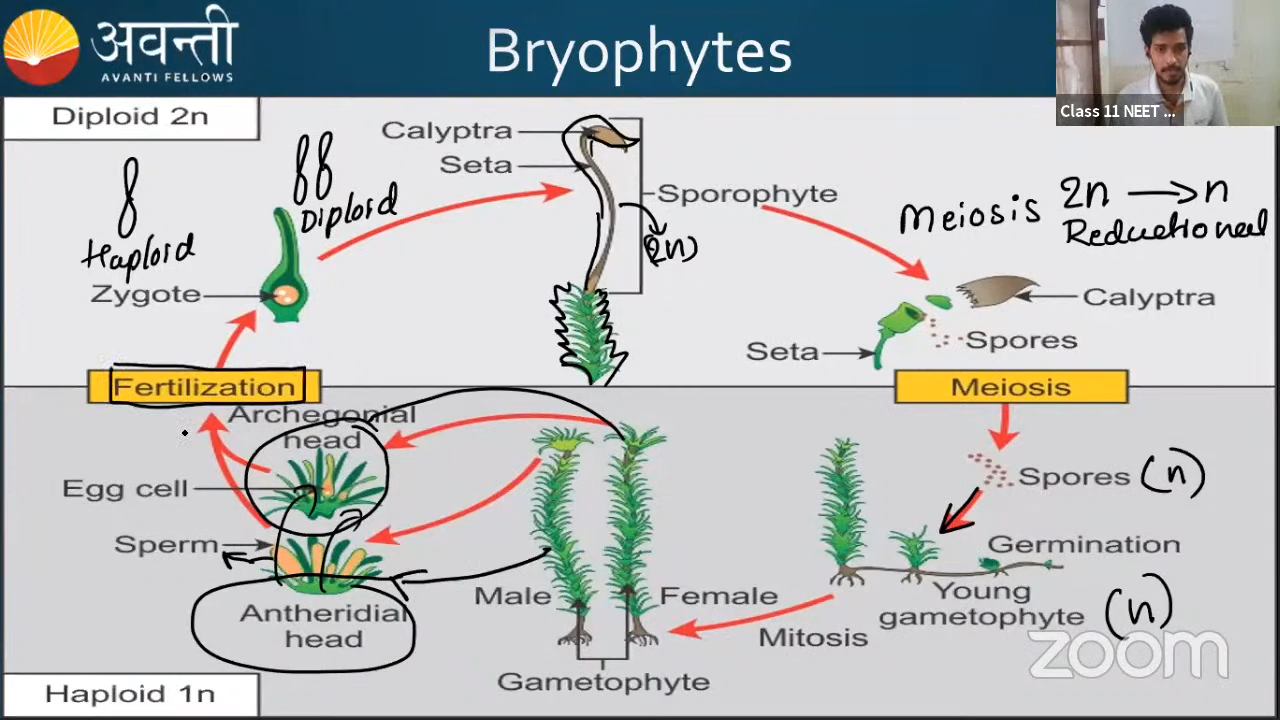 अवन्ती
AVANTI FELLOWS
Bryophytes
Class 11 NEET ...
Diploid 2n
Calyptra
Seta
Sporophyte
(2n)
Haploid
Diploid
Zygote
Meiosis 2n → n
Reductional
Calyptra
Spores
Seta
Fertilization
Meiosis
Archegonial
head
Egg cell
Sperm
Antheridial
head
Male
Female
Gametophyte
Mitosis
Spores (n)
Germination
Young
gametophyte (n)
zoom
Haploid 1n